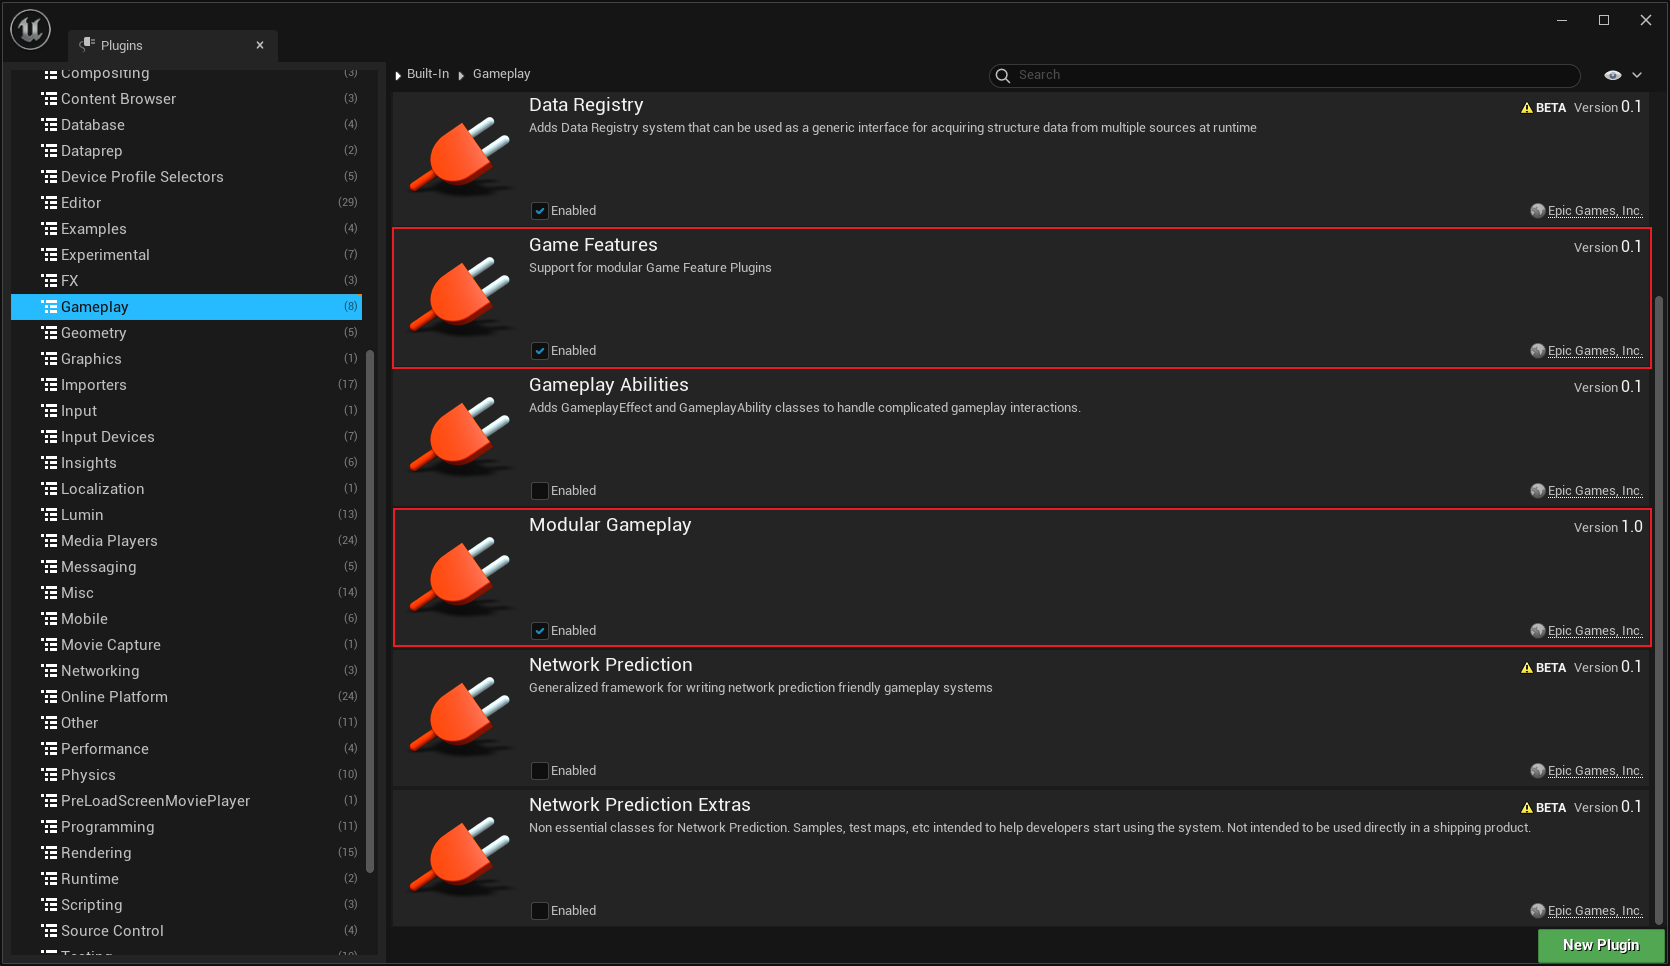 Plugins
Compositing (3)
Content Browser (3)
Database (4)
Dataprep (2)
Device Profile Selectors (5)
Editor (29)
Examples (4)
Experimental (7)
FX (3)
Gameplay (8)
Geometry (5)
Graphics (1)
Importers (17)
Input (1)
Input Devices (7)
Insights (6)
Localization (1)
Lumin (13)
Media Players (24)
Messaging (5)
Misc (14)
Mobile (6)
Movie Capture (1)
Networking (3)
Online Platform (24)
Other (11)
Performance (4)
Physics (10)
PreLoadScreenMoviePlayer (1)
Programming (11)
Rendering (15)
Runtime (2)
Scripting (3)
Source Control (4)
Built-In Gameplay
Search
Data Registry
BETA Version 0.1
Adds Data Registry system that can be used as a generic interface for acquiring structure data from multiple sources at runtime
Enabled
Epic Games, Inc.
Game Features
Version 0.1
Support for modular Game Feature Plugins
Enabled
Epic Games, Inc.
Gameplay Abilities
Version 0.1
Adds GameplayEffect and GameplayAbility classes to handle complicated gameplay interactions.
Enabled
Epic Games, Inc.
Modular Gameplay
Version 1.0
Enabled
Epic Games, Inc.
Network Prediction
BETA Version 0.1
Generalized framework for writing network prediction friendly gameplay systems
Enabled
Epic Games, Inc.
Network Prediction Extras
BETA Version 0.1
Non essential classes for Network Prediction. Samples, test maps, etc intended to help developers start using the system. Not intended to be used directly in a shipping product.
Enabled
Epic Games, Inc.
New Plugin